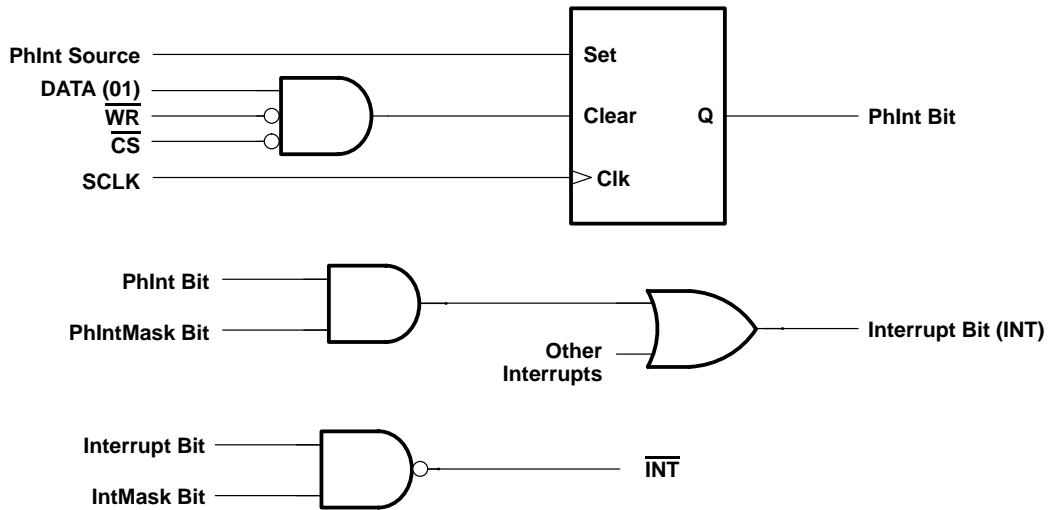 PhInt Source
DATA (01)
WR
CS
SCLK
Set
Clear
Clk
Q
PhInt Bit
PhInt Bit
PhIntMask Bit
Other
Interrupts
Interrupt Bit (INT)
Interrupt Bit
IntMask Bit
INT